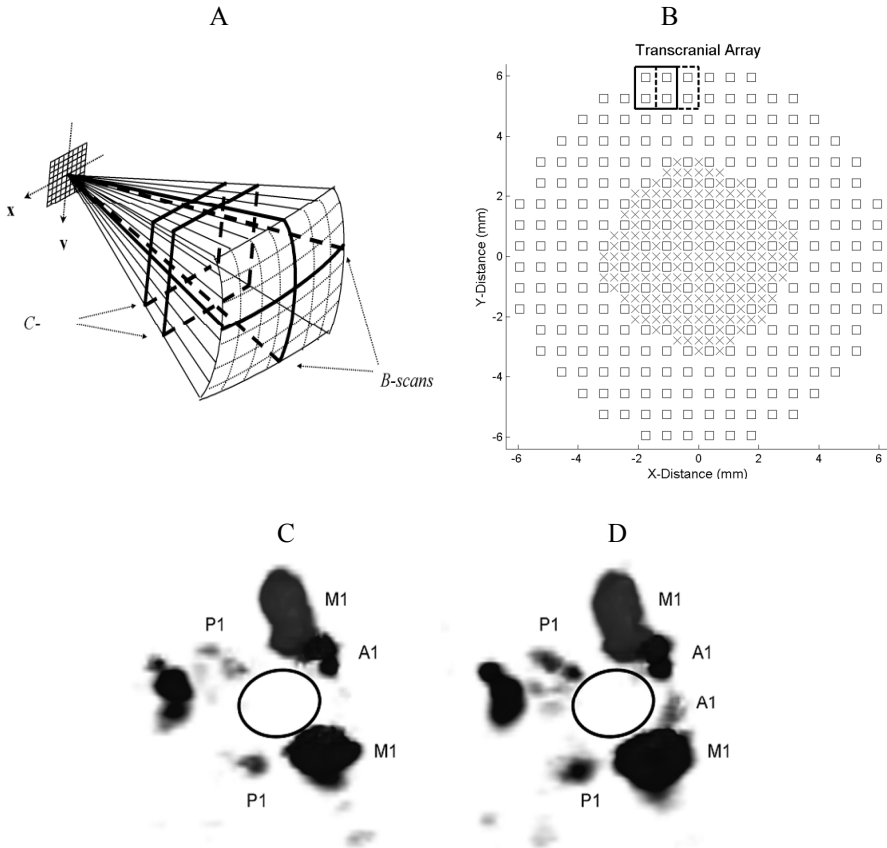 A
x
v
C-
B-scans
B
Transcranial Array
Y-Distance (mm)
6
4
2
0
-2
-4
-6
-6 -4 -2 0 2 4 6
X-Distance (mm)
C
M1
P1
A1
M1
P1
D
M1
P1
A1
A1
M1
P1